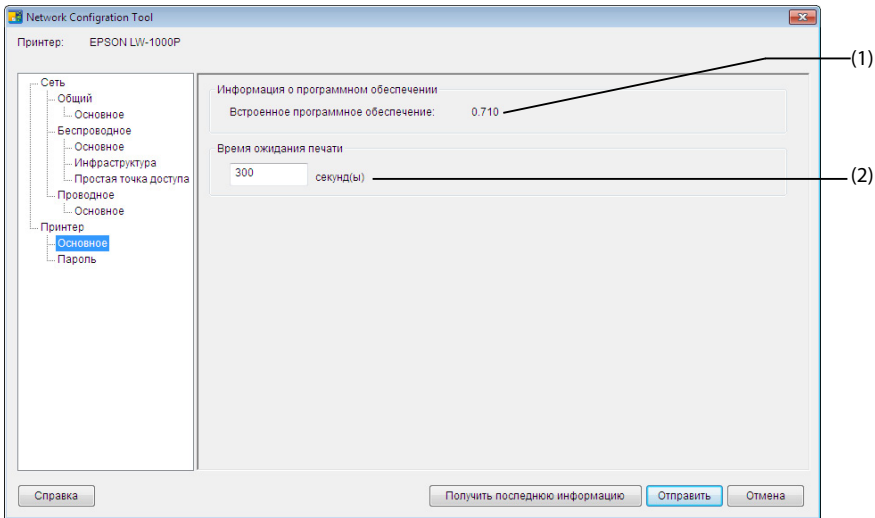 Network Configration Tool
Принтер: EPSON LW-1000P
(1)
Сеть
Общий
Основное
Беспроводное
Основное
Инфраструктура
Простая точка доступа
Проводное
Основное
Принтер
Основное
Пароль
Информация о программном обеспечении
Встроенное программное обеспечение: 0.710
Время ожидания печати
300 секунд(ы)
(2)
Справка
Получить последнюю информацию
Отправить
Отмена